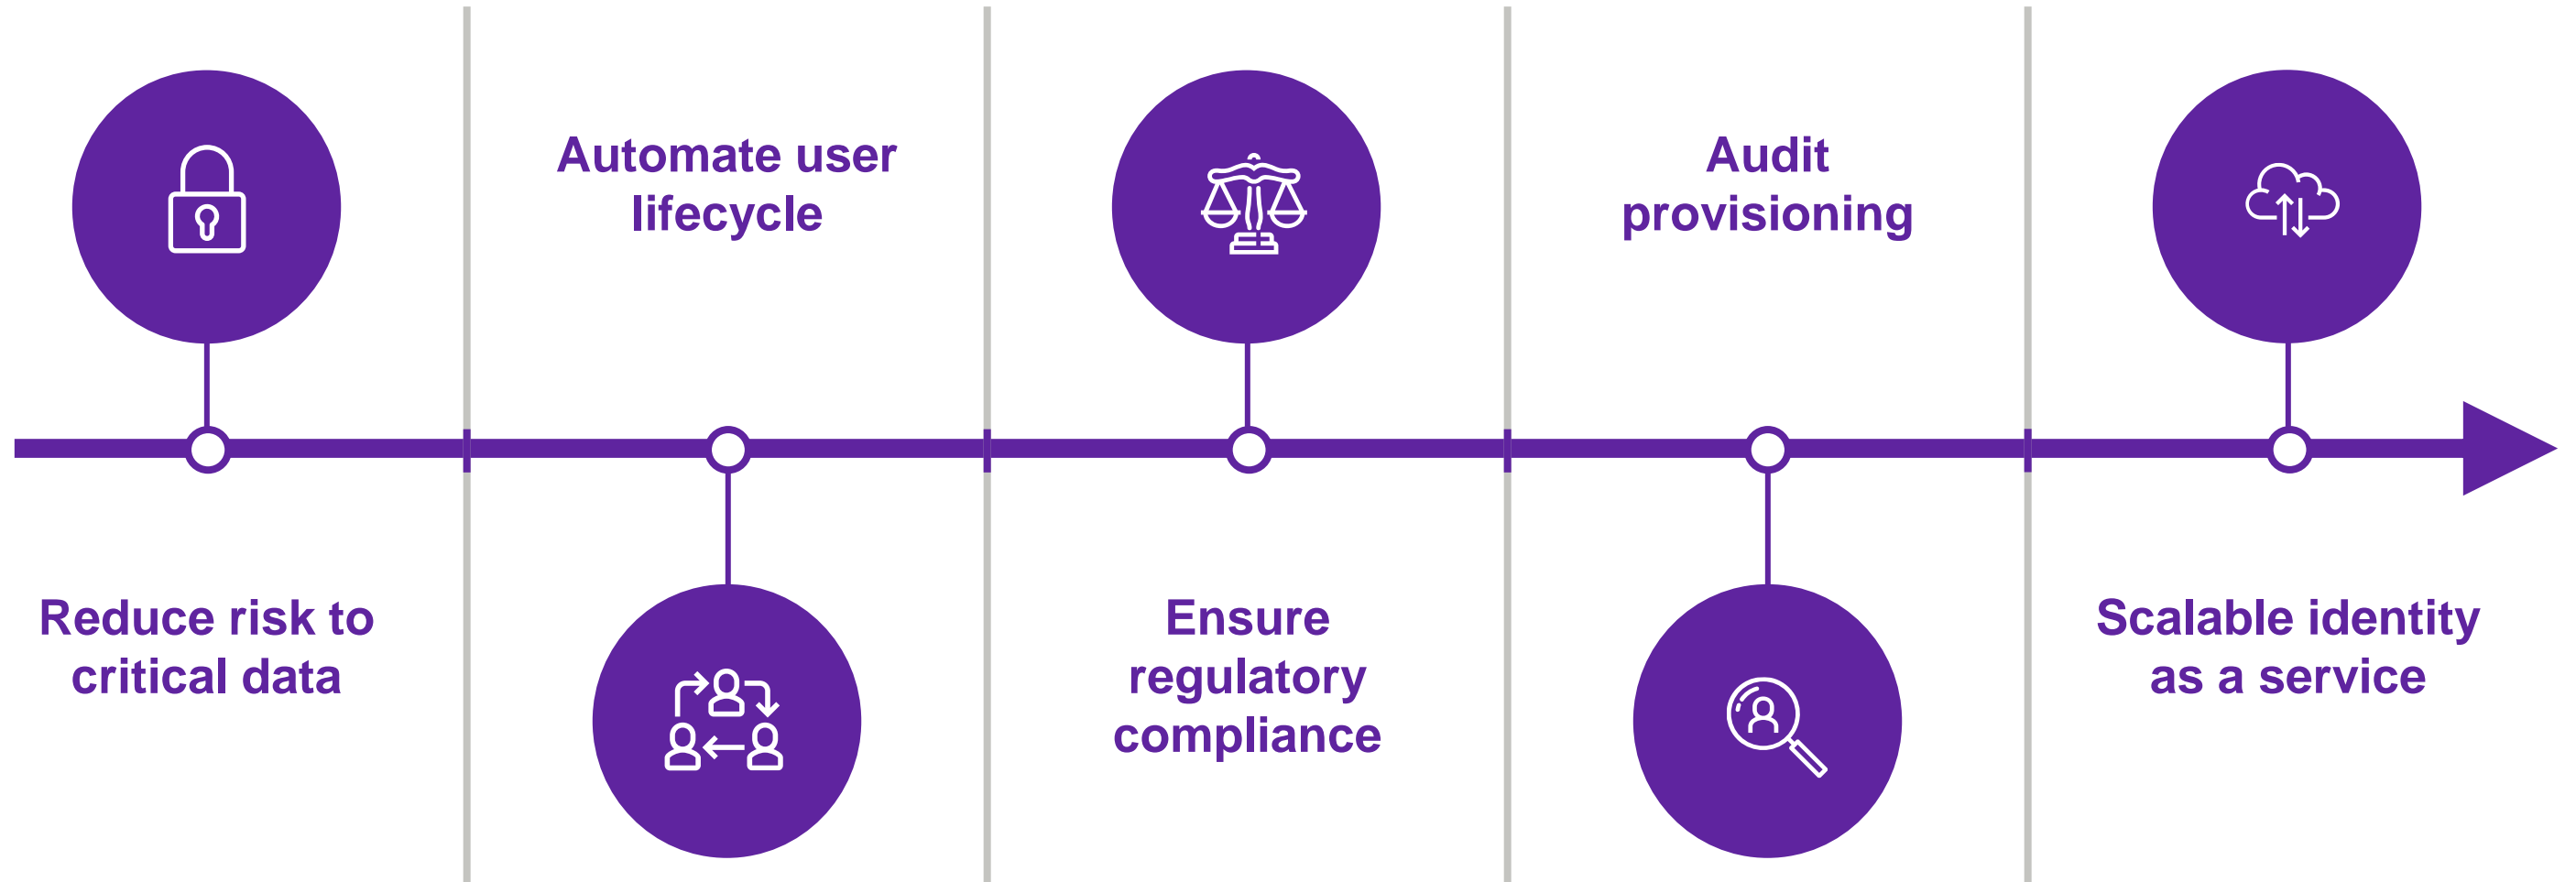 Reduce risk to
critical data
Automate user
lifecycle
Ensure
regulatory
compliance
Audit
provisioning
Scalable identity
as a service